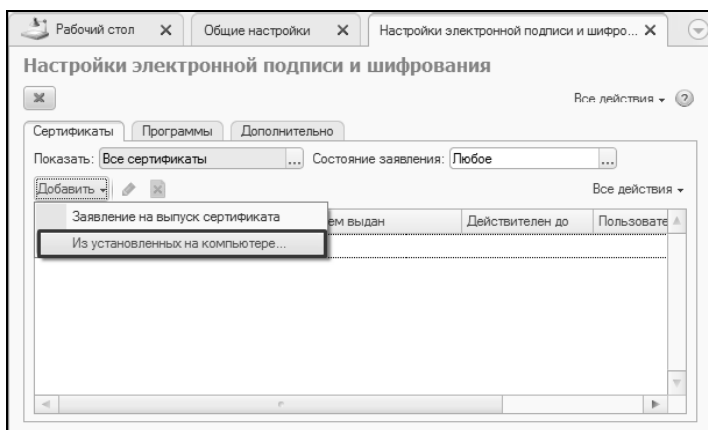 Рабочий стол Общие настройки Настройки электронной подписи и шифро...
Настройки электронной подписи и шифрования
Все действия ?
Сертификаты Программы Дополнительно
Показать: Все сертификаты ... Состояние заявления: Любое ...
Добавить Все действия
Заявление на выпуск сертификата ем выдан Действителен до Пользовате
Из установленных на компьютере...